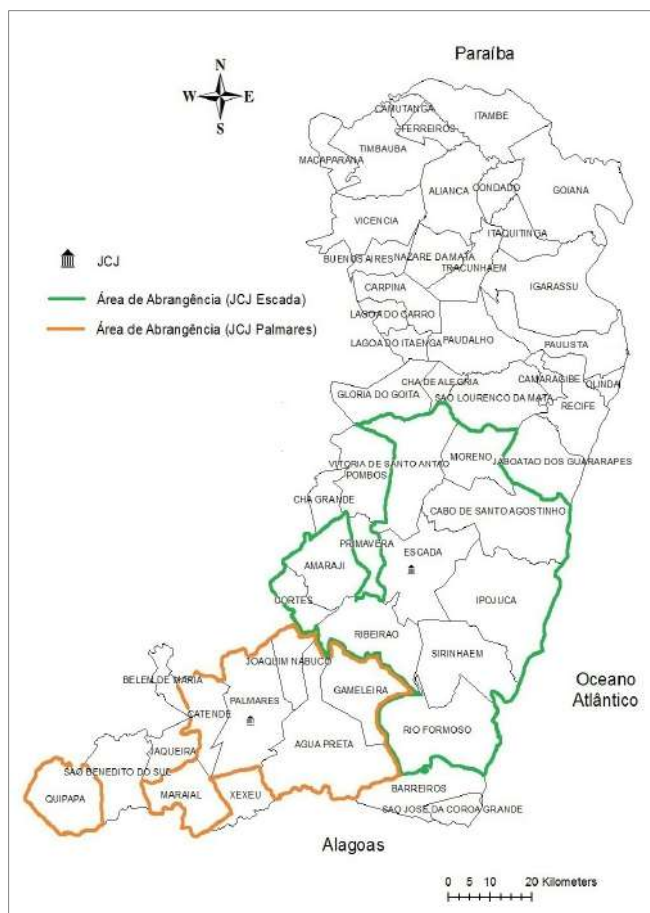 Paraíba
N
W E
S
CAMUTANGA
ITAMBE
FERREIROS
TIMBAUBA
MACAPARANA
ALIANCA
CONDADO
GOIANA
VICENCIA
ITAQUITINGA
BUENOS AIRES
NAZARE DA MATA
TRACUNHAEM
JCJ
CARPINA
IGARASSU
Área de Abrangência (JCJ Escada)
LAGOA DO CARRO
Área de Abrangência (JCJ Palmares)
LAGOA DO ITAENGA
PAUDALHO
PAULISTA
CHA DE ALEGRIA
CAMARAGIBE
OLINDA
GLORIA DO GOITA
SAO LOURENCO DA MATA
RECIFE
VITORIA DE SANTO ANTAO
MORENO
JABOATAO DOS GUARARAPES
POMBOS
CHA GRANDE
CABO DE SANTO AGOSTINHO
PRIMAVERA
ESCADA
AMARAJI
CORTES
IPOJUCA
RIBEIRAO
SIRINHAEM
JOAQUIM NABUCO
BELEN DE MARIA
GAMELEIRA
Oceano
Atlântico
PALMARES
CATENDE
RIO FORMOSO
AGUA PRETA
JAQUEIRA
SAO BENEDITO DO SUL
QUIPAPA
MARAIAL
XEXEU
BARREIROS
SAO JOSE DA COROA GRANDE
Alagoas
0 5 10 20 Kilometers